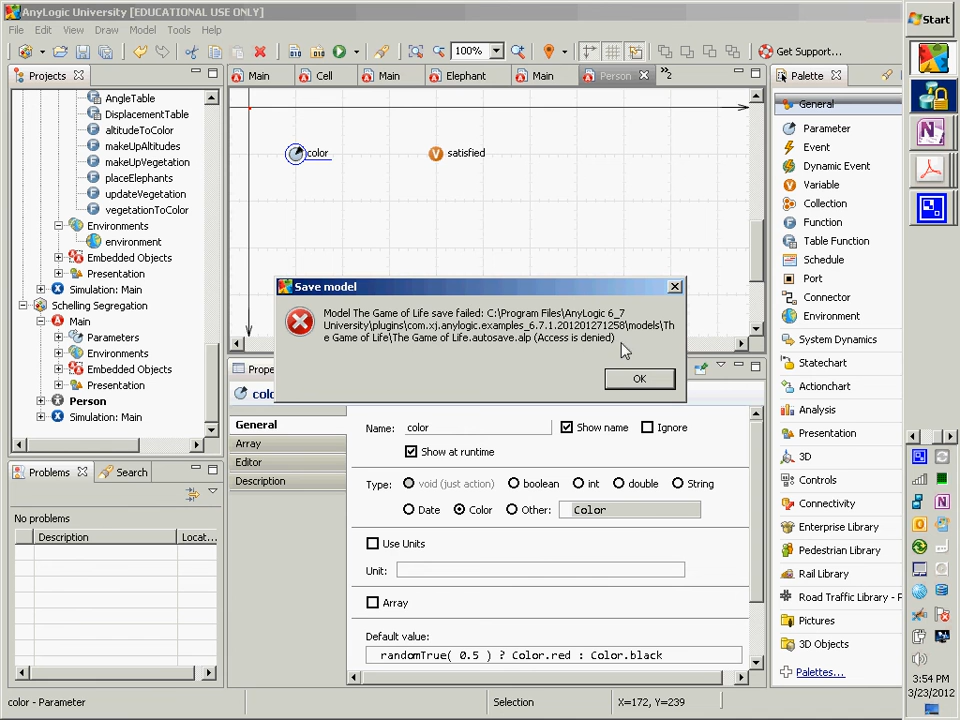 AnyLogic University [EDUCATIONAL USE ONLY]
File Edit View Draw Model Tools Help
100% Get Support...
Projects
AngleTable
DisplacementTable
altitudeToColor
makeUpAltitudes
makeUpVegetation
placeElephants
updateVegetation
vegetationToColor
Environments
environment
Embedded Objects
Presentation
Simulation: Main
Schelling Segregation
Main
Parameters
Environments
Embedded Objects
Presentation
Person
Simulation: Main
Problems Search
No problems
Description Locat...
Main Cell Main Elephant Main Person 2
color satisfied
Save model
Model The Game of Life save failed: C:\Program Files\AnyLogic 6_7
University\plugins\com.xj.anylogic.examples_6.7.1.201201271258\models\Th
e Game of Life\The Game of Life.autosave.alp (Access is denied)
OK
Prope
colo
General
Array
Editor
Description
Name: color Show name Ignore
Show at runtime
Type: void (just action) boolean int double String
Date Color Other: Color
Use Units
Unit:
Array
Default value:
randomTrue( 0.5 ) ? Color.red : Color.black
Palette
General
Parameter
Event
Dynamic Event
Variable
Collection
Function
Table Function
Schedule
Port
Connector
Environment
System Dynamics
Statechart
Actionchart
Analysis
Presentation
3D
Controls
Connectivity
Enterprise Library
Pedestrian Library
Rail Library
Road Traffic Library - P
Pictures
3D Objects
Palettes...
color - Parameter Selection X=172, Y=239
Start
3:54 PM
3/23/2012